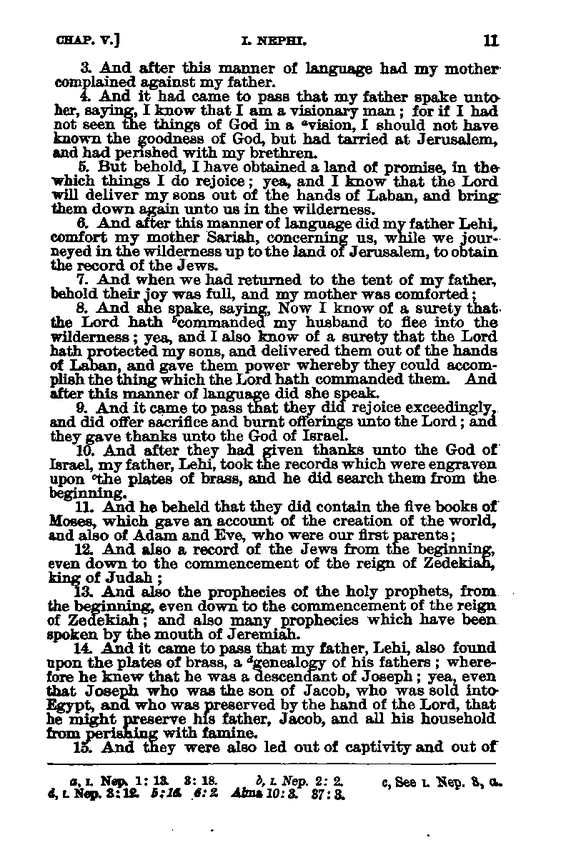 CHAP. V.] I. NEPHI. 11
3. And after this manner of language had my mother
complained against my father.
4. And it had came to pass that my father spake unto
her, saying, I know that I am a visionary man; for if I had
not seen the things of God in a ᵃvision, I should not have
known the goodness of God, but had tarried at Jerusalem,
and had perished with my brethren.
5. But behold, I have obtained a land of promise, in the
which things I do rejoice; yea, and I know that the Lord
will deliver my sons out of the hands of Laban, and bring
them down again unto us in the wilderness.
6. And after this manner of language did my father Lehi,
comfort my mother Sariah, concerning us, while we jour-
neyed in the wilderness up to the land of Jerusalem, to obtain
the record of the Jews.
7. And when we had returned to the tent of my father,
behold their joy was full, and my mother was comforted;
8. And she spake, saying, Now I know of a surety that
the Lord hath ᵇcommanded my husband to flee into the
wilderness; yea, and I also know of a surety that the Lord
hath protected my sons, and delivered them out of the hands
of Laban, and gave them power whereby they could accom-
plish the thing which the Lord hath commanded them. And
after this manner of language did she speak.
9. And it came to pass that they did rejoice exceedingly,
and did offer sacrifice and burnt offerings unto the Lord; and
they gave thanks unto the God of Israel.
10. And after they had given thanks unto the God of
Israel, my father, Lehi, took the records which were engraven
upon ᶜthe plates of brass, and he did search them from the
beginning.
11. And he beheld that they did contain the five books of
Moses, which gave an account of the creation of the world,
and also of Adam and Eve, who were our first parents;
12. And also a record of the Jews from the beginning,
even down to the commencement of the reign of Zedekiah,
king of Judah;
13. And also the prophecies of the holy prophets, from
the beginning, even down to the commencement of the reign
of Zedekiah; and also many prophecies which have been
spoken by the mouth of Jeremiah.
14. And it came to pass that my father, Lehi, also found
upon the plates of brass, a ᵈgenealogy of his fathers; where-
fore he knew that he was a descendant of Joseph; yea, even
that Joseph who was the son of Jacob, who was sold into
Egypt, and who was preserved by the hand of the Lord, that
he might preserve his father, Jacob, and all his household
from perishing with famine.
15. And they were also led out of captivity and out of
a, I. Nep. 1: 13. 3: 18. b, I. Nep. 2: 2. c, See I. Nep. 3, a.
d, I. Nep. 3: 12. 5: 16. 6: 2. Alma 10: 3. 37: 3.